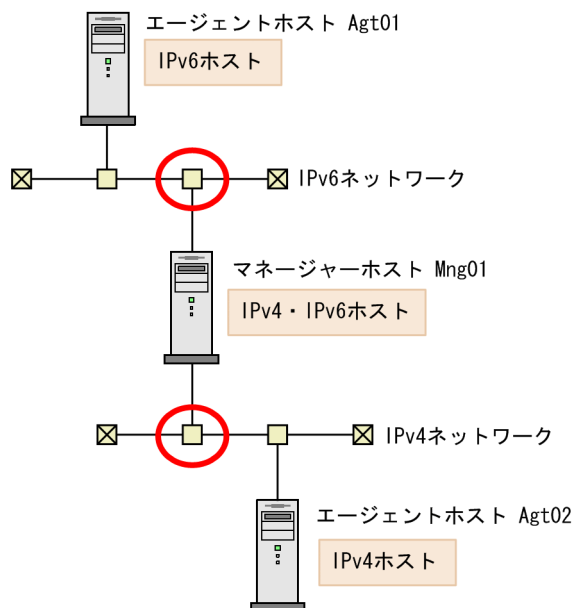 エージェントホスト Agt01
IPv6ホスト
IPv6ネットワーク
マネージャーホスト Mng01
IPv4・IPv6ホスト
IPv4ネットワーク
エージェントホスト Agt02
IPv4ホスト